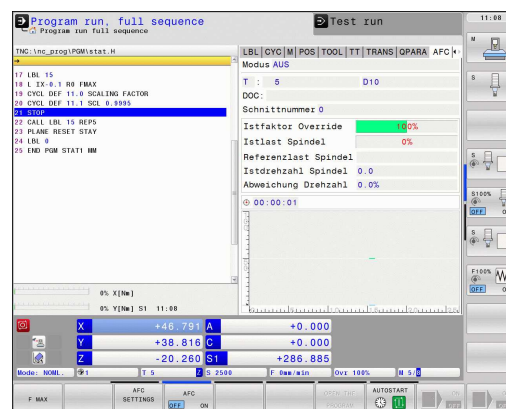 Program run, full sequence
Program run full sequence
Test run
11:08
TNC:\nc_prog\PGM\stat.H
→
17 LBL 15
18 L IX-0.1 R0 FMAX
19 CYCL DEF 11.0 SCALING FACTOR
20 CYCL DEF 11.1 SCL 0.9995
21 STOP
22 CALL LBL 15 REP5
23 PLANE RESET STAY
24 LBL 0
25 END PGM STAT1 MM
0% X[Nm]
0% Y[Nm] S1 11:08
LBL CYC M POS TOOL TT TRANS QPARA AFC
Modus AUS
T : 5 D10
DOC:
Schnittnummer 0
Istfaktor Override 100%
Istlast Spindel 0%
Referenzlast Spindel
Istdrehzahl Spindel 0.0
Abweichung Drehzahl 0.0%
00:00:01
X +46.791 A +0.000
Y +38.816 C +0.000
Z -20.260 S1 +286.885
Mode: NOML. 1 T 5 Z S 2500 F 0mm/min Ovr 100% M 5/8
F MAX
AFC SETTINGS
AFC
OFF ON
OPEN THE PROGRAM
AUTOSTART
M
S
S
S100%
OFF
S
F100%
OFF